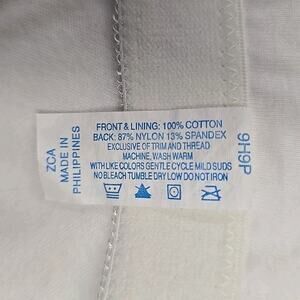 ZCA
MADE IN
PHILIPPINES
FRONT & LINING: 100% COTTON
BACK: 87% NYLON 13% SPANDEX
EXCLUSIVE OF TRIM AND THREAD
MACHINE, WASH WARM
WITH LIKE COLORS GENTLE CYCLE MILD SUDS
NO BLEACH TUMBLE DRY LOW DO NOT IRON
9H9P